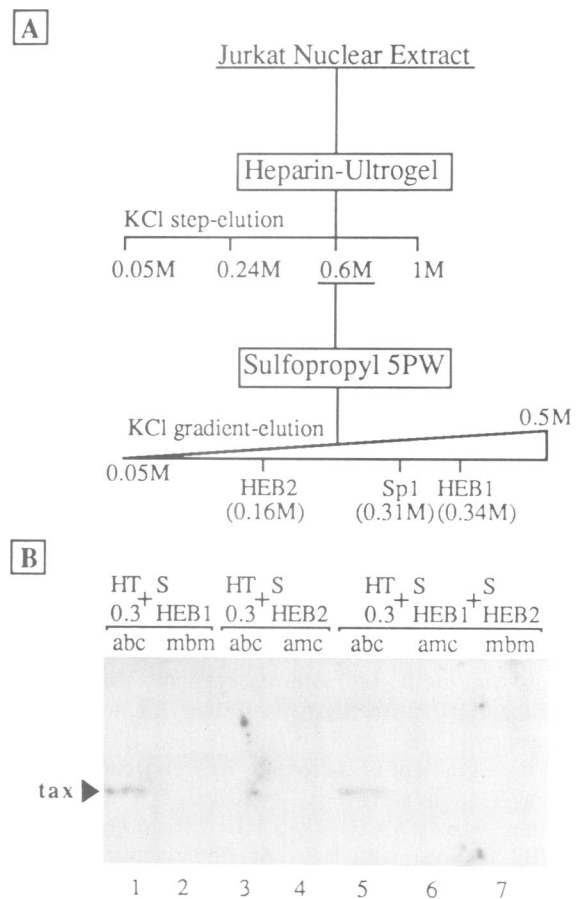 A
Jurkat Nuclear Extract
Heparin-Ultrogel
KCl step-elution
0.05M 0.24M 0.6M 1M
Sulfopropyl 5PW
KCl gradient-elution
0.5M
0.05M
HEB2 Sp1 HEB1
(0.16M) (0.31M) (0.34M)
B
HT + S HT + S HT + S + S
0.3 HEB1 0.3 HEB2 0.3 HEB1 HEB2
abc mbm abc amc abc amc mbm
tax
1 2 3 4 5 6 7